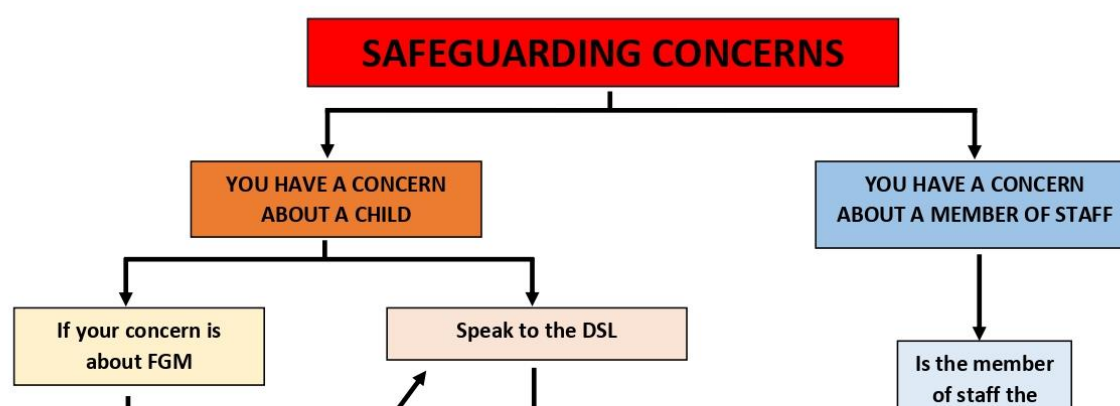 SAFEGUARDING CONCERNS
YOU HAVE A CONCERN
ABOUT A CHILD
YOU HAVE A CONCERN
ABOUT A MEMBER OF STAFF
If your concern is
about FGM
Speak to the DSL
Is the member
of staff the